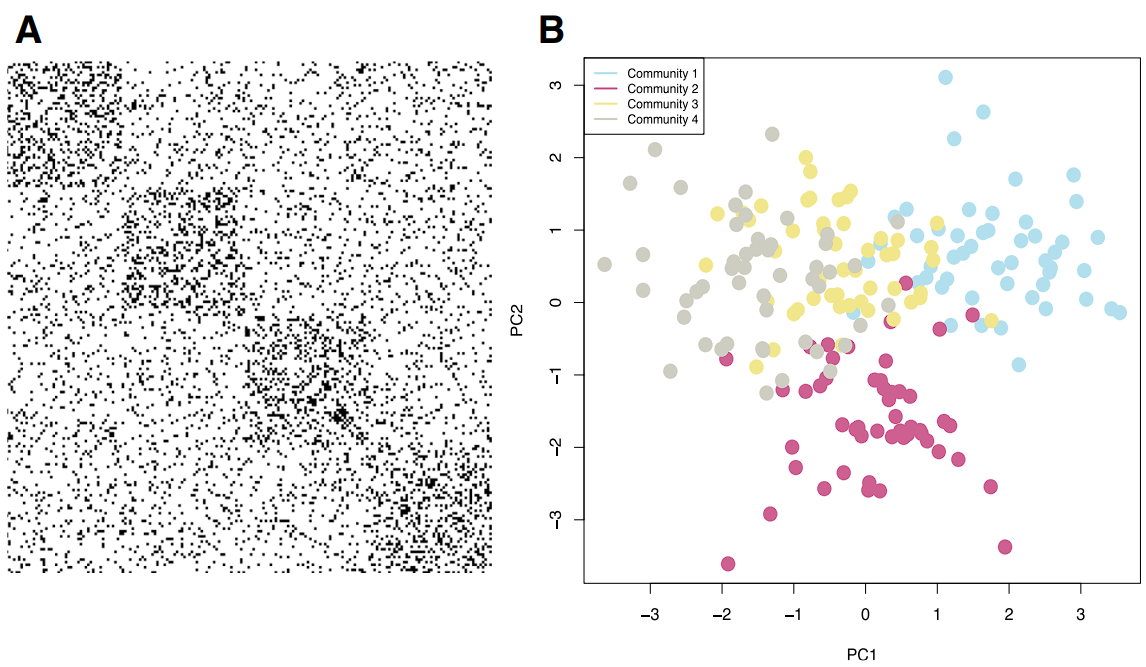 A
B
Community 1
Community 2
Community 3
Community 4
3
2
1
0
−1
−2
−3
PC2
−3 −2 −1 0 1 2 3
PC1